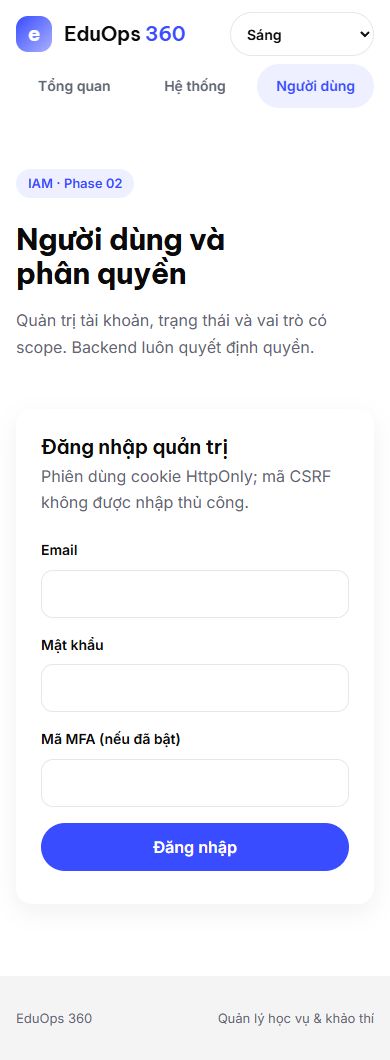 e EduOps 360
Sáng
Tổng quan
Hệ thống
Người dùng
IAM · Phase 02
Người dùng và
phân quyền
Quản trị tài khoản, trạng thái và vai trò có
scope. Backend luôn quyết định quyền.
Đăng nhập quản trị
Phiên dùng cookie HttpOnly; mã CSRF
không được nhập thủ công.
Email
Mật khẩu
Mã MFA (nếu đã bật)
Đăng nhập
EduOps 360
Quản lý học vụ & khảo thí